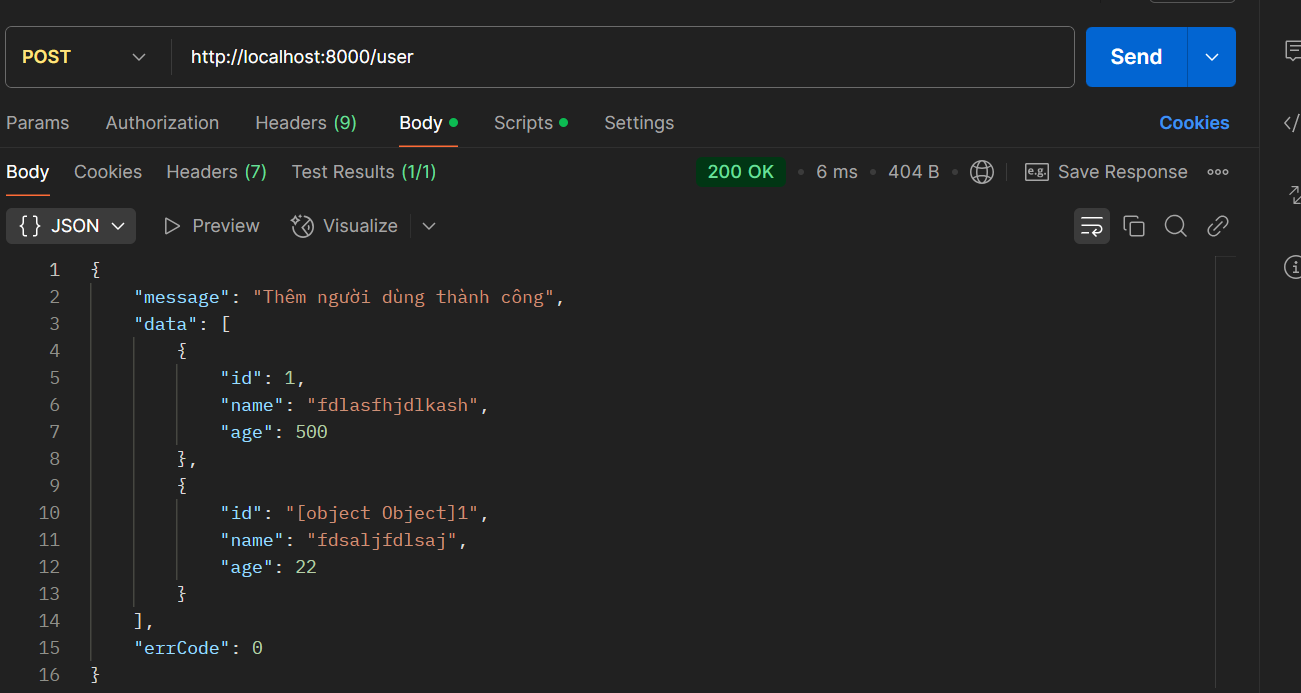 POST http://localhost:8000/user Send
Params Authorization Headers (9) Body Scripts Settings Cookies
Body Cookies Headers (7) Test Results (1/1) 200 OK 6 ms 404 B e.g. Save Response
{} JSON Preview Visualize
1 {
2 "message": "Thêm người dùng thành công",
3 "data": [
4 {
5 "id": 1,
6 "name": "fdlasfhjdlkash",
7 "age": 500
8 },
9 {
10 "id": "[object Object]1",
11 "name": "fdsaljfdlsaj",
12 "age": 22
13 }
14 ],
15 "errCode": 0
16 }